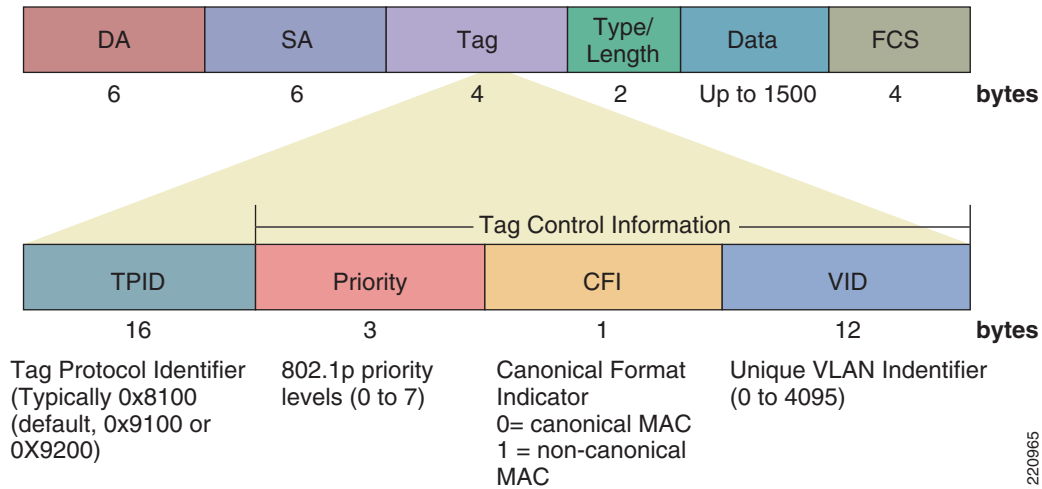 DA
SA
Tag
Type/
Length
Data
FCS
6
6
4
2
Up to 1500
4
bytes
Tag Control Information
TPID
Priority
CFI
VID
16
3
1
12
bytes
Tag Protocol Identifier
(Typically 0x8100
(default, 0x9100 or
0X9200)
802.1p priority
levels (0 to 7)
Canonical Format
Indicator
0= canonical MAC
1 = non-canonical
MAC
Unique VLAN Indentifier
(0 to 4095)
220965